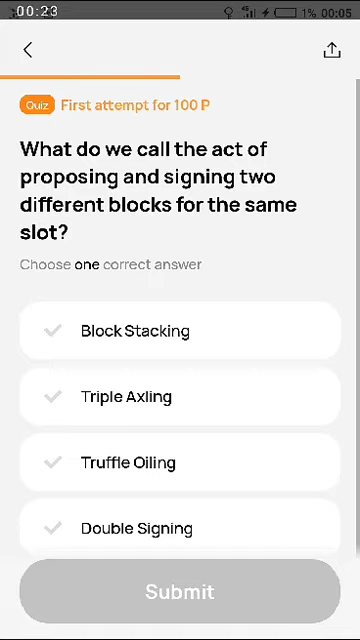 00:23
1% 00:05
Quiz First attempt for 100 P
What do we call the act of
proposing and signing two
different blocks for the same
slot?
Choose one correct answer
Block Stacking
Triple Axling
Truffle Oiling
Double Signing
Submit